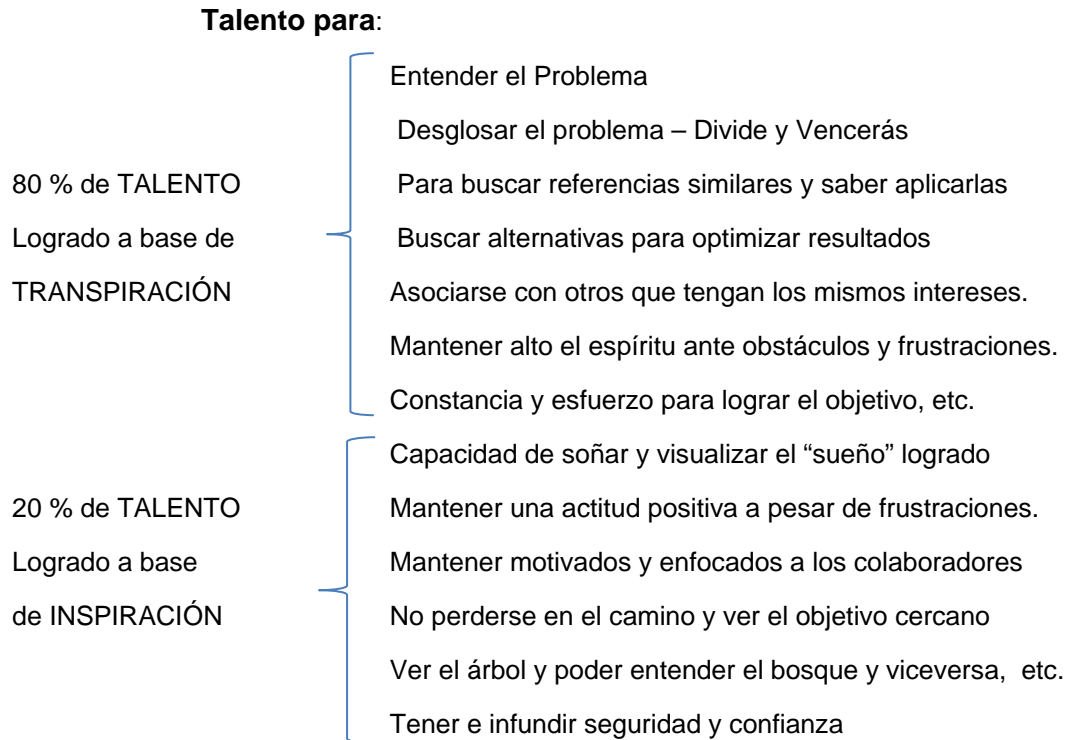 Talento para:
Entender el Problema
Desglosar el problema – Divide y Vencerás
80 % de TALENTO Para buscar referencias similares y saber aplicarlas
Logrado a base de Buscar alternativas para optimizar resultados
TRANSPIRACIÓN Asociarse con otros que tengan los mismos intereses.
Mantener alto el espíritu ante obstáculos y frustraciones.
Constancia y esfuerzo para lograr el objetivo, etc.
Capacidad de soñar y visualizar el “sueño” logrado
20 % de TALENTO Mantener una actitud positiva a pesar de frustraciones.
Logrado a base Mantener motivados y enfocados a los colaboradores
de INSPIRACIÓN No perderse en el camino y ver el objetivo cercano
Ver el árbol y poder entender el bosque y viceversa, etc.
Tener e infundir seguridad y confianza